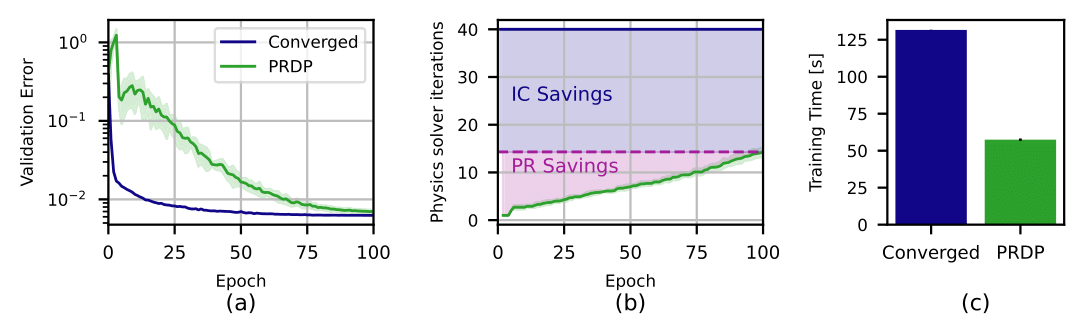 Validation Error
10⁰
10⁻¹
10⁻²
Converged
PRDP
0 25 50 75 100
Epoch
(a)
Physics solver iterations
40
30
20
10
0
IC Savings
PR Savings
0 25 50 75 100
Epoch
(b)
Training Time [s]
125
100
75
50
25
0
Converged PRDP
(c)